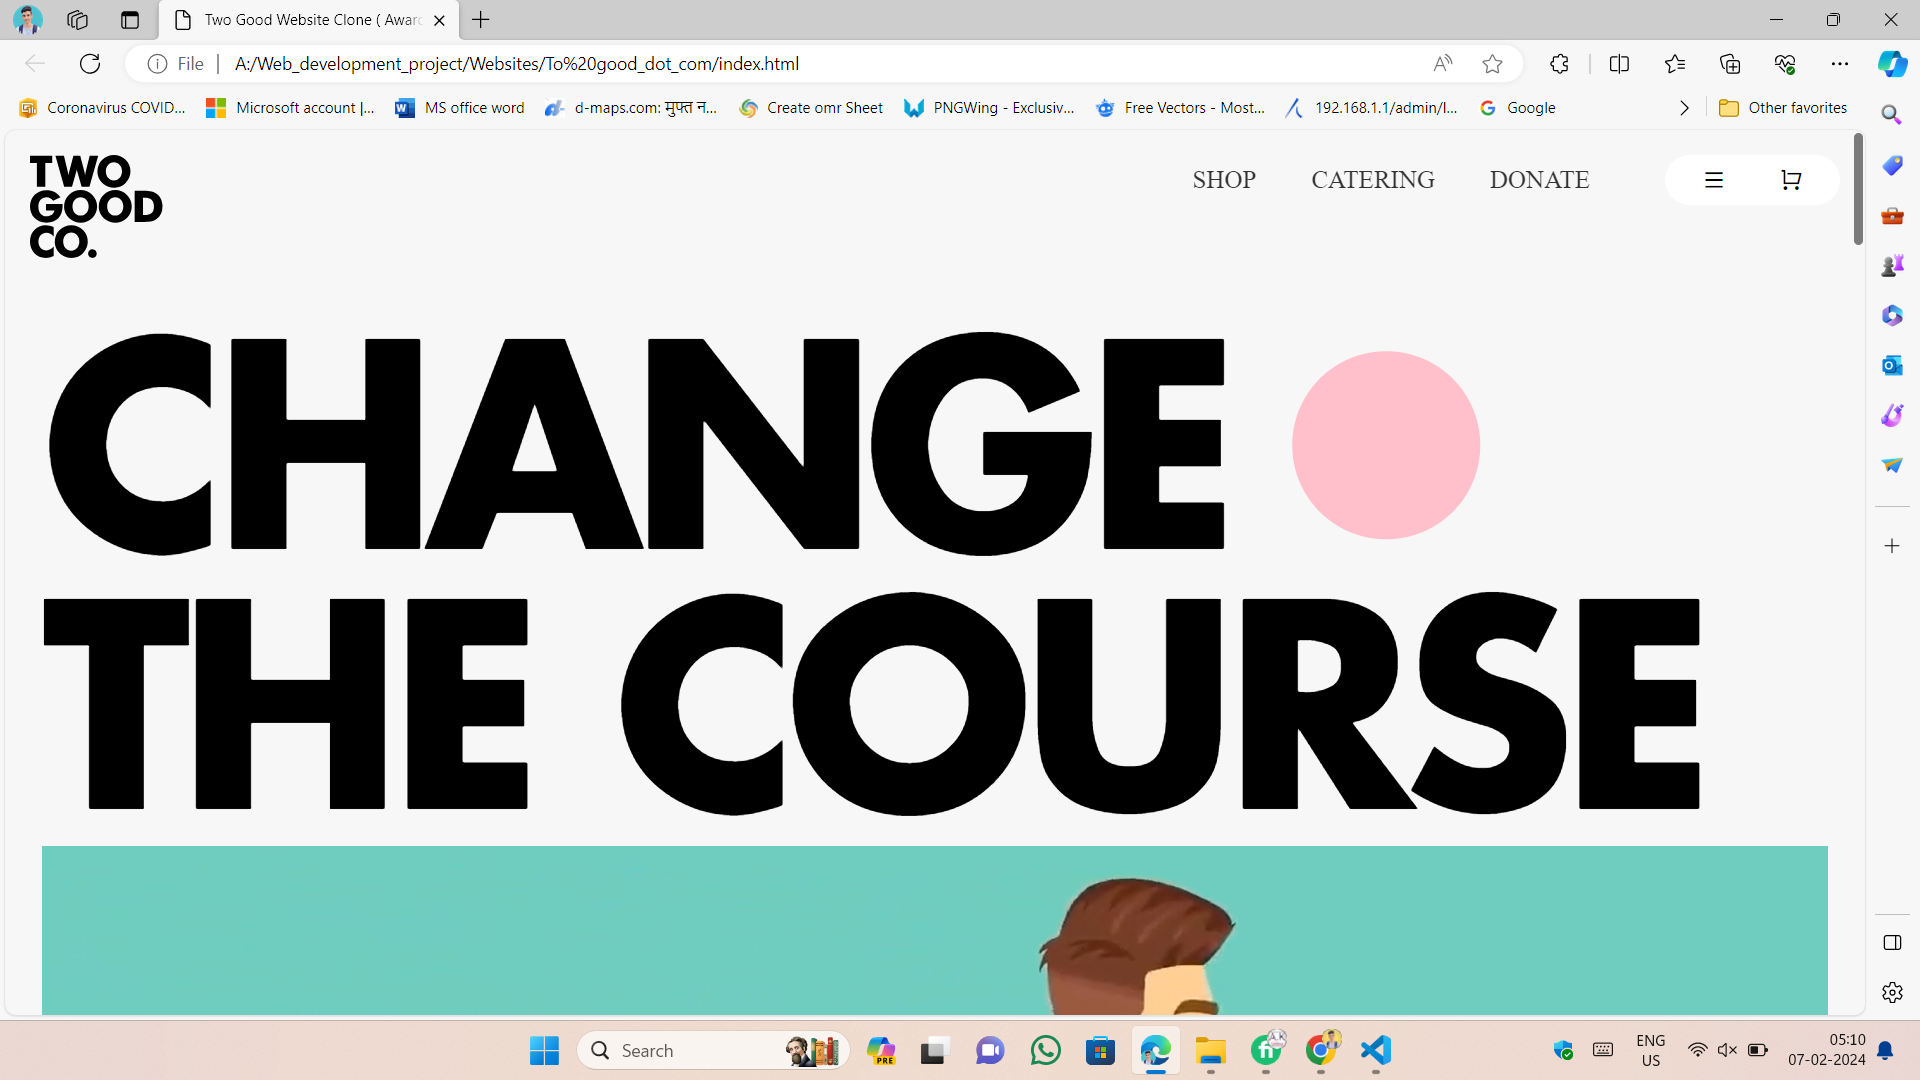 Two Good Website Clone ( Awar
File
A:/Web_development_project/Websites/To%20good_dot_com/index.html
Coronavirus COVID... Microsoft account |... MS office word d-maps.com: मुफ्त न... Create omr Sheet PNGWing - Exclusiv... Free Vectors - Most... 192.168.1.1/admin/l... Google Other favorites
TWO
GOOD
CO.
SHOP CATERING DONATE
CHANGE
THE COURSE
Search
PRE
ENG
US
05:10
07-02-2024